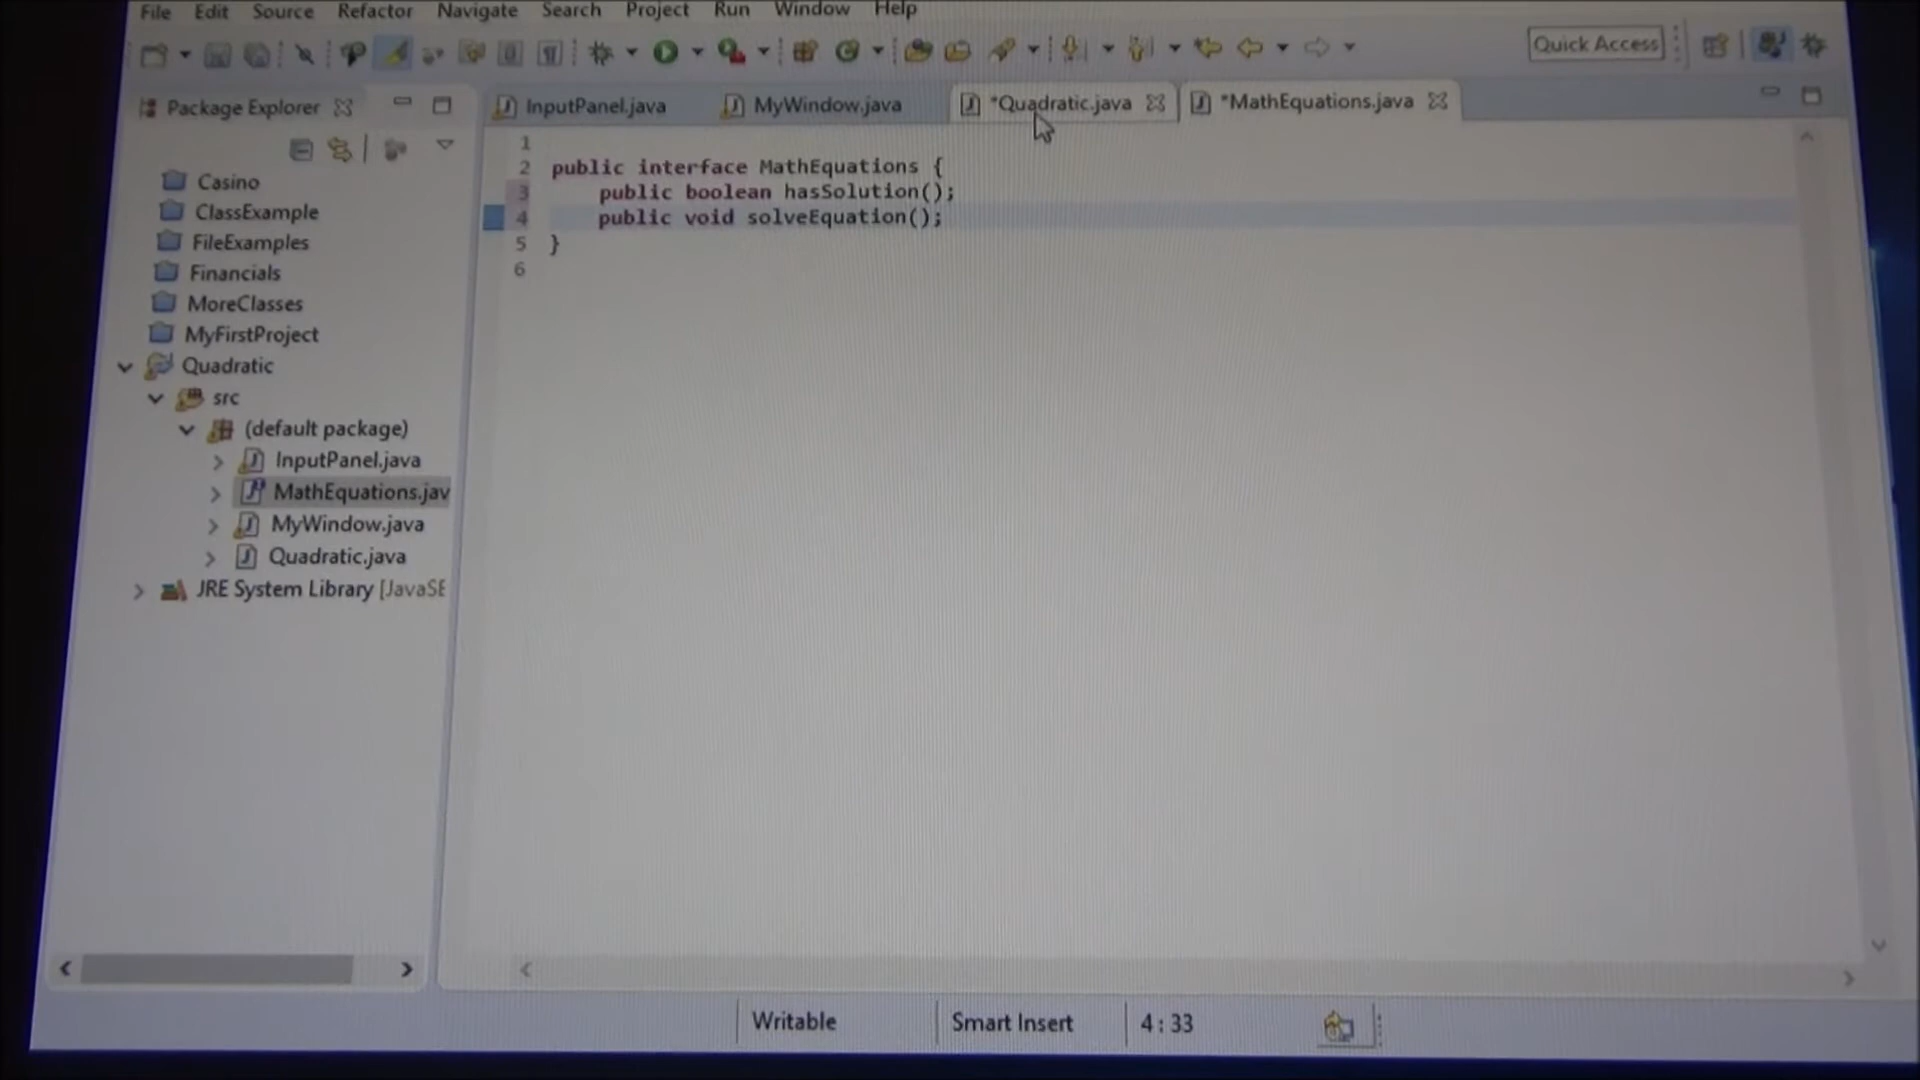 File Edit Source Refactor Navigate Search Project Run Window Help
Quick Access
Package Explorer
InputPanel.java MyWindow.java *Quadratic.java *MathEquations.java
1
2 public interface MathEquations {
3 public boolean hasSolution();
4 public void solveEquation();
5 }
6
Casino
ClassExample
FileExamples
Financials
MoreClasses
MyFirstProject
Quadratic
src
(default package)
InputPanel.java
MathEquations.jav
MyWindow.java
Quadratic.java
JRE System Library [JavaSE
Writable Smart Insert 4 : 33